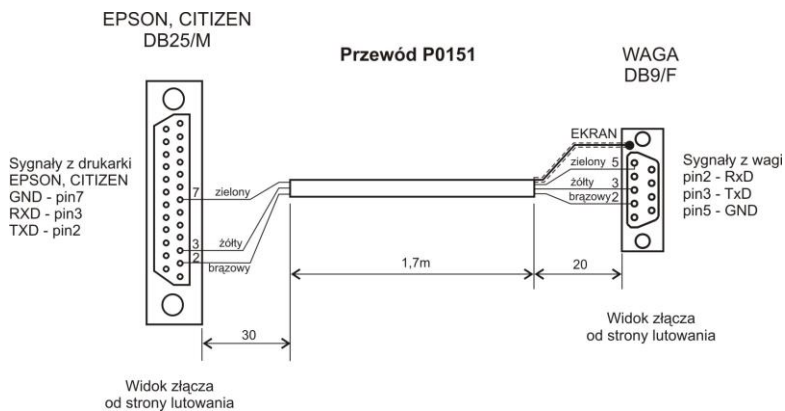 EPSON, CITIZEN
DB25/M
Przewód P0151
WAGA
DB9/F
Sygnały z drukarki
EPSON, CITIZEN
GND - pin7
RXD - pin3
TXD - pin2
7
zielony
3
żółty
2
brązowy
EKRAN
zielony 5
żółty 3
brązowy 2
Sygnały z wagi
pin2 - RxD
pin3 - TxD
pin5 - GND
1,7m
20
30
Widok złącza
od strony lutowania
Widok złącza
od strony lutowania